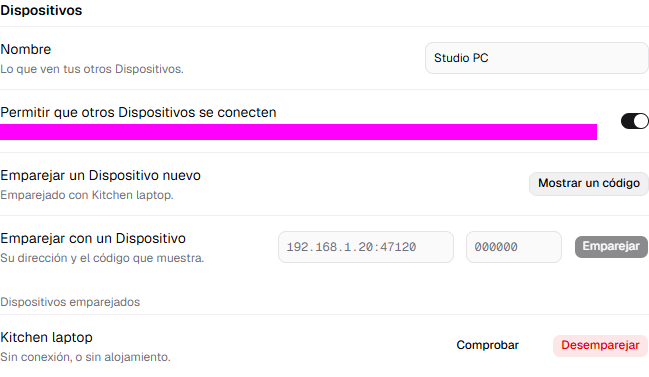 Dispositivos
Nombre
Lo que ven tus otros Dispositivos.
Studio PC
Permitir que otros Dispositivos se conecten
Emparejar un Dispositivo nuevo
Emparejado con Kitchen laptop.
Mostrar un código
Emparejar con un Dispositivo
Su dirección y el código que muestra.
192.168.1.20:47120
000000
Emparejar
Dispositivos emparejados
Kitchen laptop
Sin conexión, o sin alojamiento.
Comprobar
Desemparejar